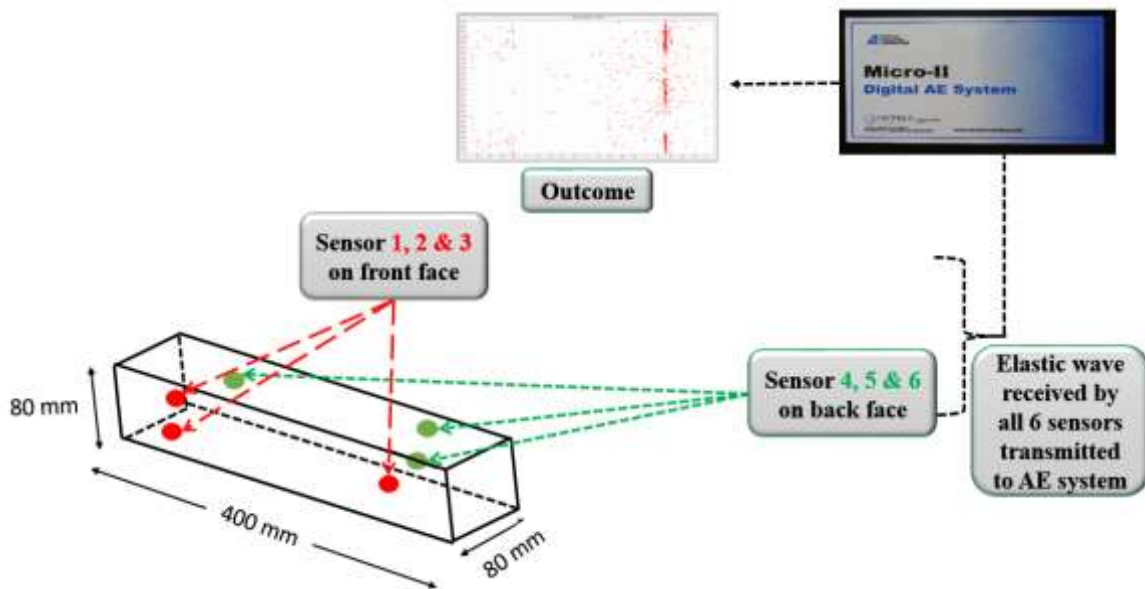 Micro-II
Digital AE System
Outcome
Sensor 1, 2 & 3
on front face
Sensor 4, 5 & 6
on back face
Elastic wave
received by
all 6 sensors
transmitted
to AE system
80 mm
400 mm
80 mm